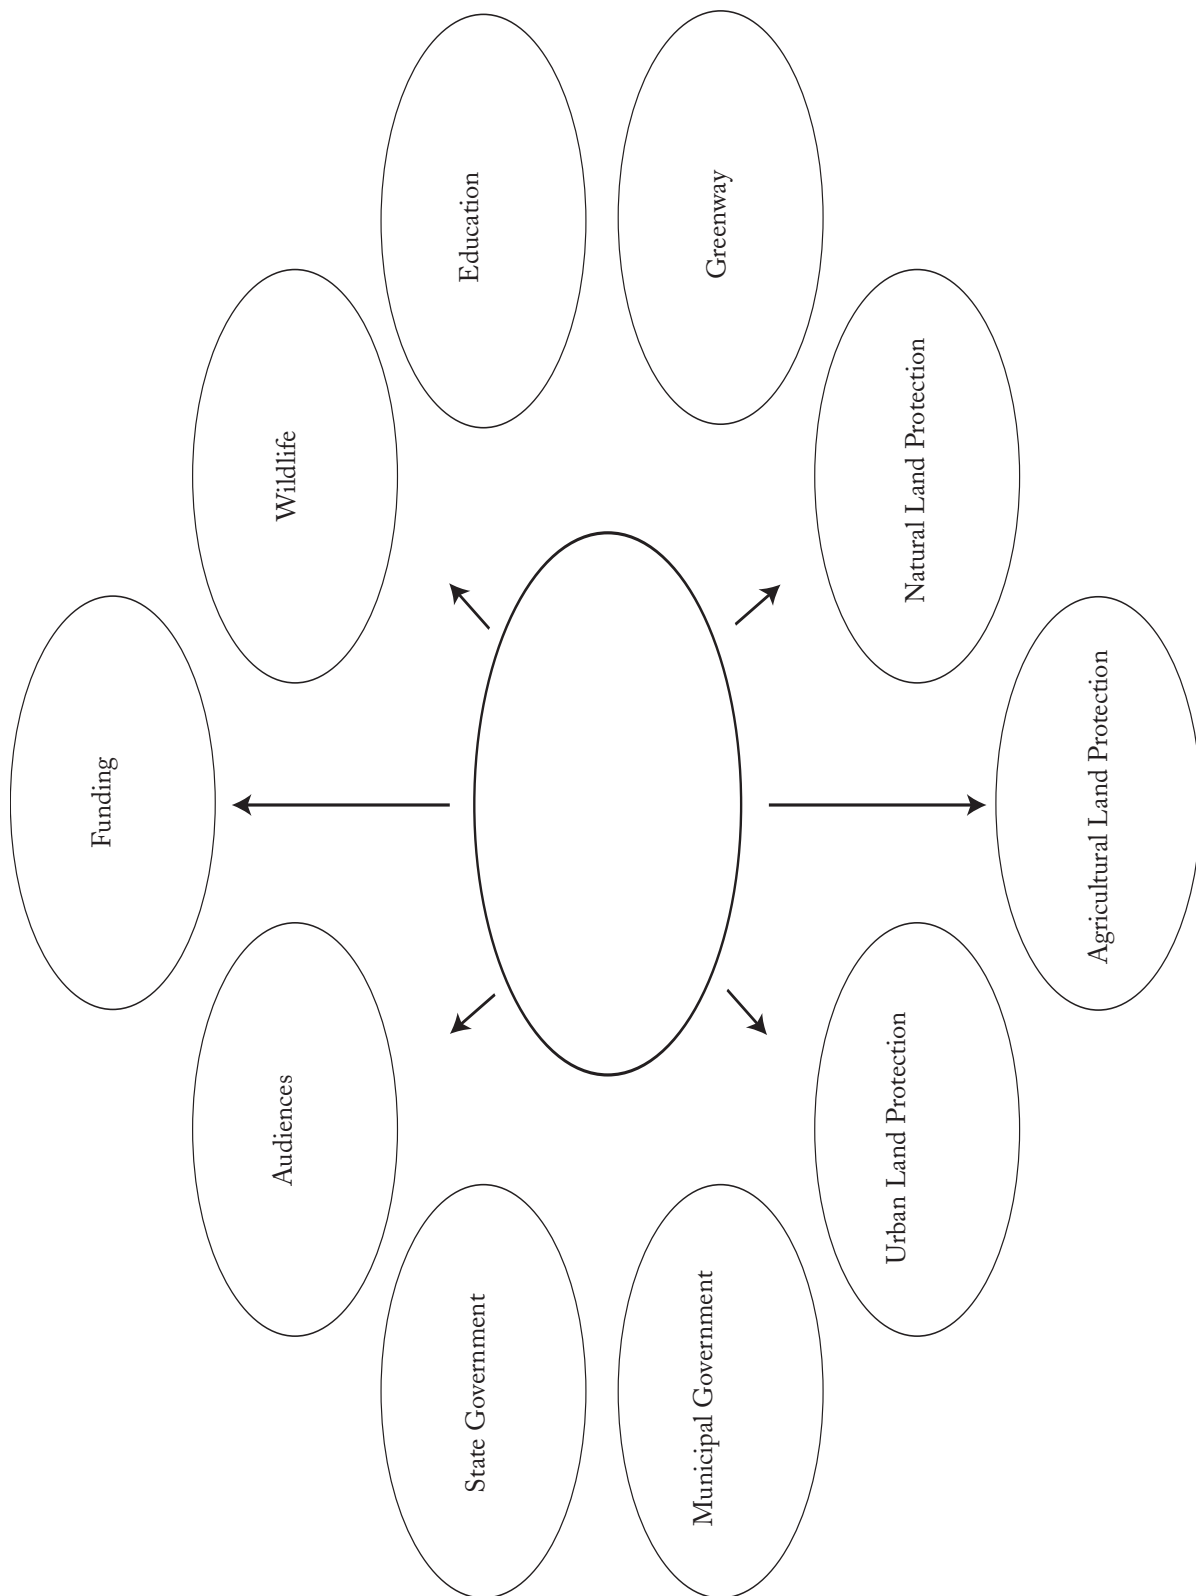 Funding
Audiences
Wildlife
State Government
Education
Municipal Government
Greenway
Urban Land Protection
Natural Land Protection
Agricultural Land Protection